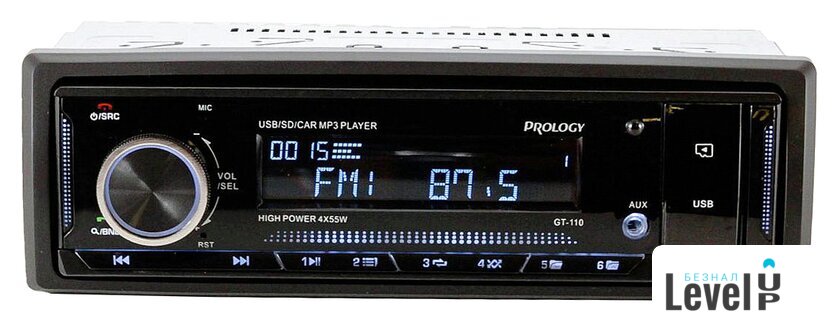 MIC
/SRC
USB/SD/CAR MP3 PLAYER
PROLOGY
0015
1
VOL
/SEL
FM1 87.5
AUX
USB
/BND
HIGH POWER 4X55W
GT-110
RST
1 2 3 4 5 6
БЕЗНАЛ
Level UP